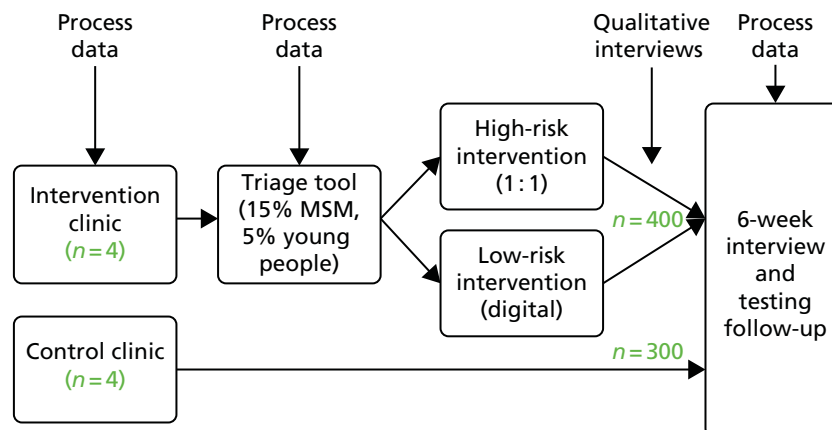 Process
data
Process
data
Qualitative
interviews
Process
data
Intervention
clinic
(n=4)
Triage tool
(15% MSM,
5% young
people)
High-risk
intervention
(1:1)
Low-risk
intervention
(digital)
n=400
6-week
interview
and
testing
follow-up
Control clinic
(n=4)
n=300